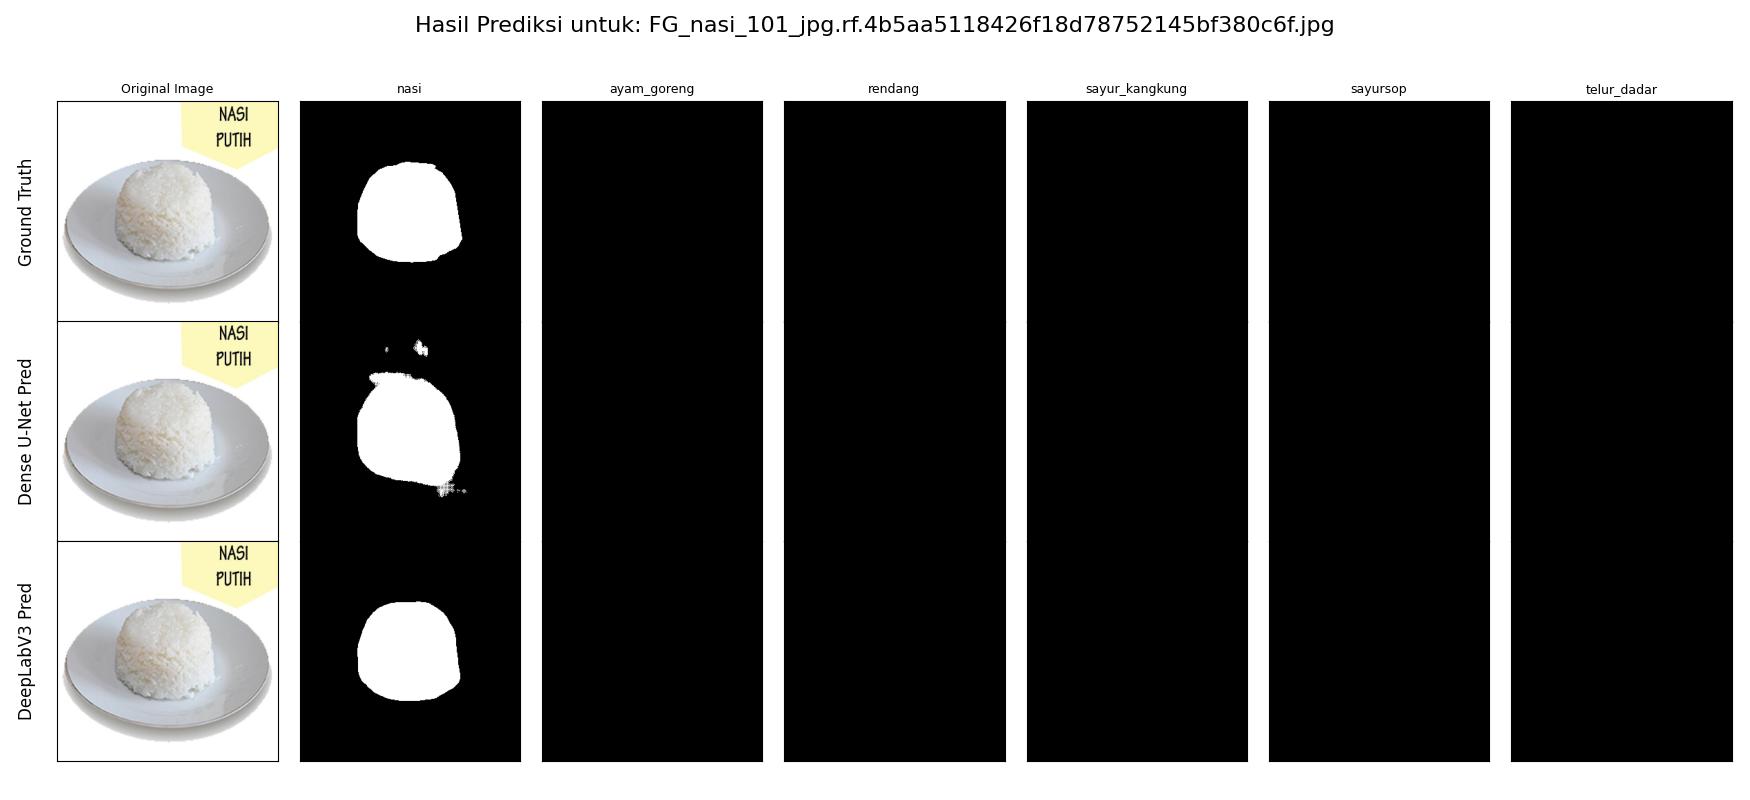 Hasil Prediksi untuk: FG_nasi_101_jpg.rf.4b5aa5118426f18d78752145bf380c6f.jpg
Original Image nasi ayam_goreng rendang sayur_kangkung sayursop telur_dadar
Ground Truth
NASI
PUTIH
Dense U-Net Pred
NASI
PUTIH
DeepLabV3 Pred
NASI
PUTIH